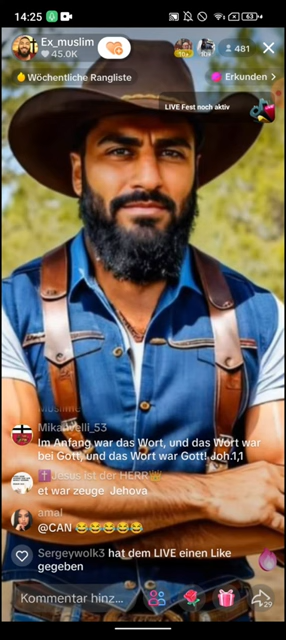 14:25
63
Ex_muslim
45.0K
481
Wöchentliche Rangliste
Erkunden >
LIVE Fest noch aktiv
Mikawelli_53
Im Anfang war das Wort, und das Wort war
bei Gott, und das Wort war Gott! Joh.1,1
✝️Jesus ist der HERR👑
et war zeuge Jehova
amal
@CAN 😂😂😂😂😂
Sergeywolk3 hat dem LIVE einen Like
gegeben
Kommentar hinz...
29